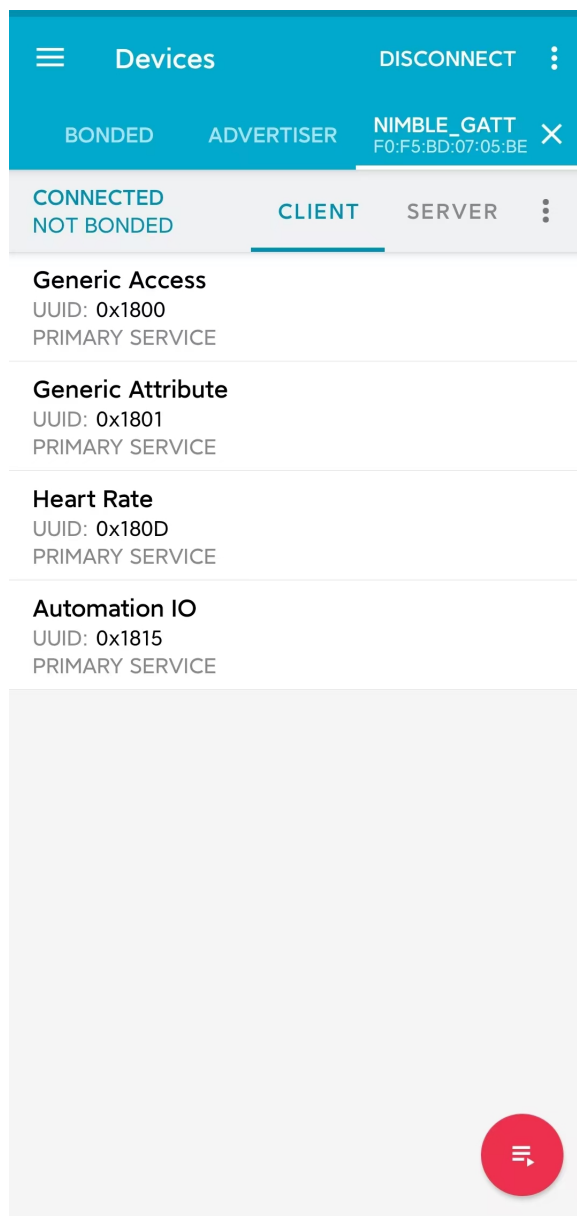 Devices
DISCONNECT
BONDED
ADVERTISER
NIMBLE_GATT
F0:F5:BD:07:05:BE
CONNECTED
NOT BONDED
CLIENT
SERVER
Generic Access
UUID: 0x1800
PRIMARY SERVICE
Generic Attribute
UUID: 0x1801
PRIMARY SERVICE
Heart Rate
UUID: 0x180D
PRIMARY SERVICE
Automation IO
UUID: 0x1815
PRIMARY SERVICE